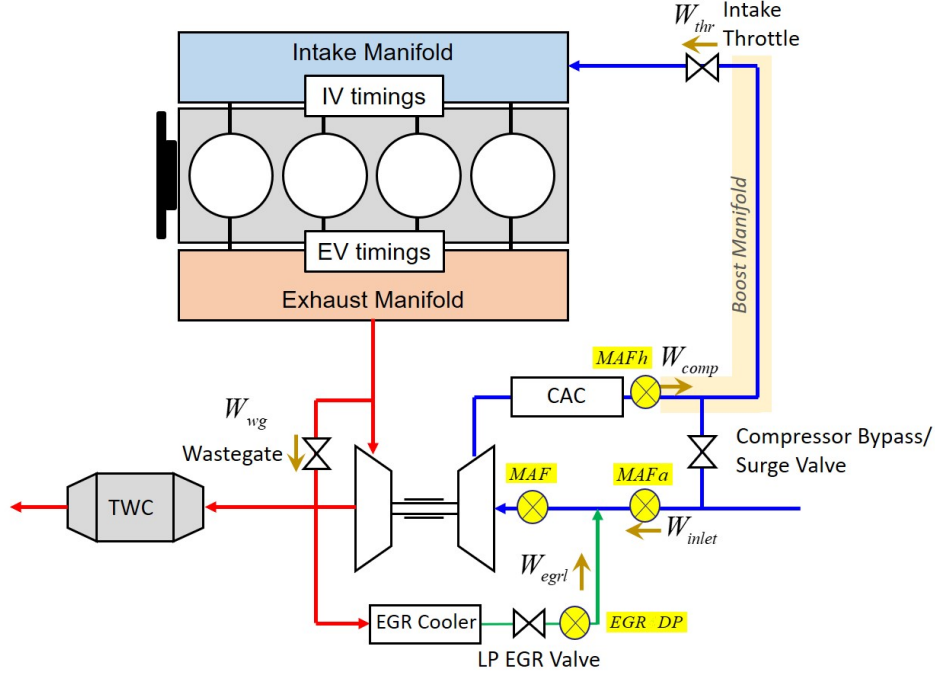 W_thr
Intake
Throttle
Intake Manifold
IV timings
EV timings
Exhaust Manifold
Boost Manifold
MAFh
W_comp
CAC
W_wg
Wastegate
Compressor Bypass/
Surge Valve
MAF
MAFa
TWC
W_inlet
W_egrl
EGR Cooler
EGR DP
LP EGR Valve